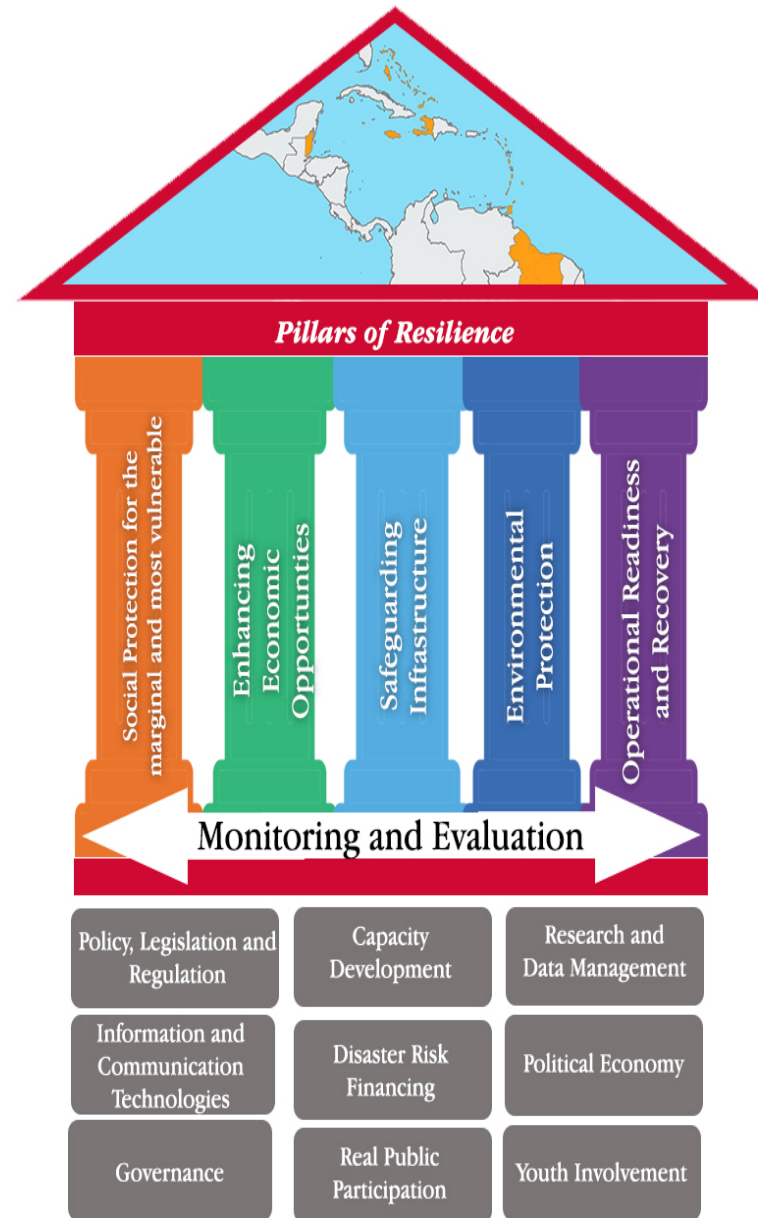 Pillars of Resilience
Social Protection for the
marginal and most vulnerable
Enhancing
Economic
Opportunties
Safeguarding
Inftastructure
Environmental
Protection
Operational Readiness
and Recovery
Monitoring and Evaluation
Policy, Legislation and
Regulation
Capacity
Development
Research and
Data Management
Information and
Communication
Technologies
Disaster Risk
Financing
Political Economy
Governance
Real Public
Participation
Youth Involvement